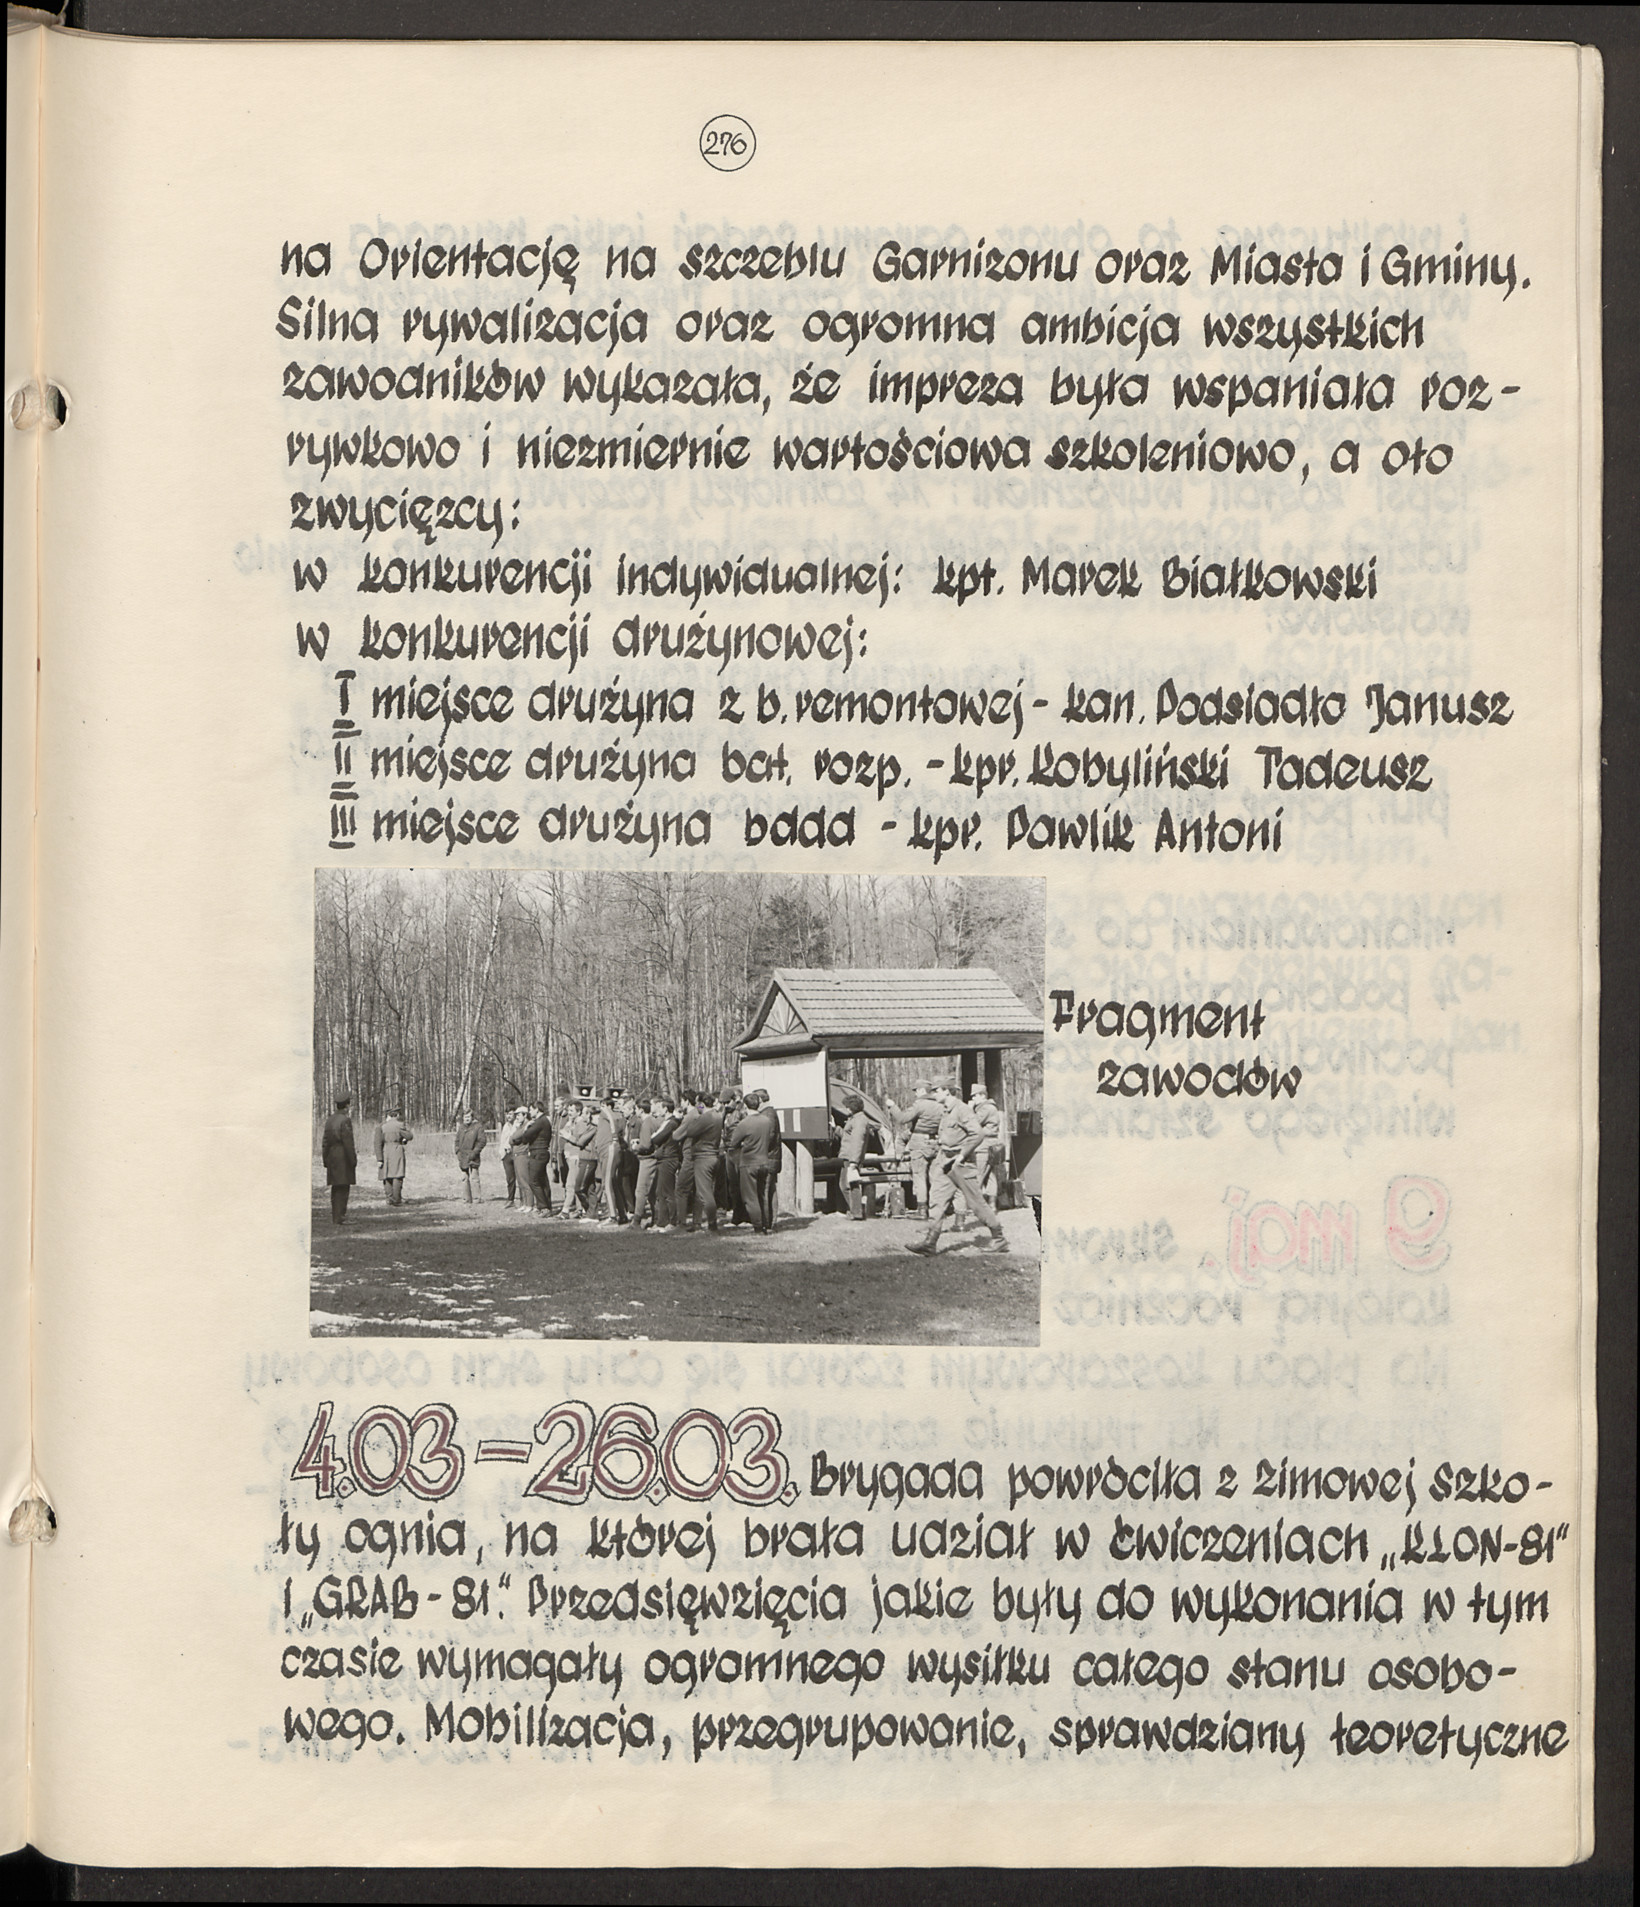 276
na Orientację na szczeblu Garnizonu oraz Miasta i Gminy.
Silna rywalizacja oraz ogromna ambicja wszystkich
zawodników wykazała, że impreza była wspaniała roz-
rywkowo i niezmiernie wartościowa szkoleniowo, a oto
zwycięzcy:
w konkurencji indywidualnej: kpt. Marek Białkowski
w konkurencji drużynowej:
I miejsce drużyna z b. remontowej - kan. Podsiadło Janusz
II miejsce drużyna bat. rozp. - kpr. Kobyliński Tadeusz
III miejsce drużyna bddd - kpr. Pawlik Antoni
Fragment
zawodów
4.03-26.03. Brygada powróciła z zimowej szko-
ły ognia, na której brała udział w ćwiczeniach „KŁON-81"
i „GRAB-81". Przedsięwzięcia jakie były do wykonania w tym
czasie wymagały ogromnego wysiłku całego stanu osobo-
wego. Mobilizacja, przegrupowanie, sprawdziany teoretyczne